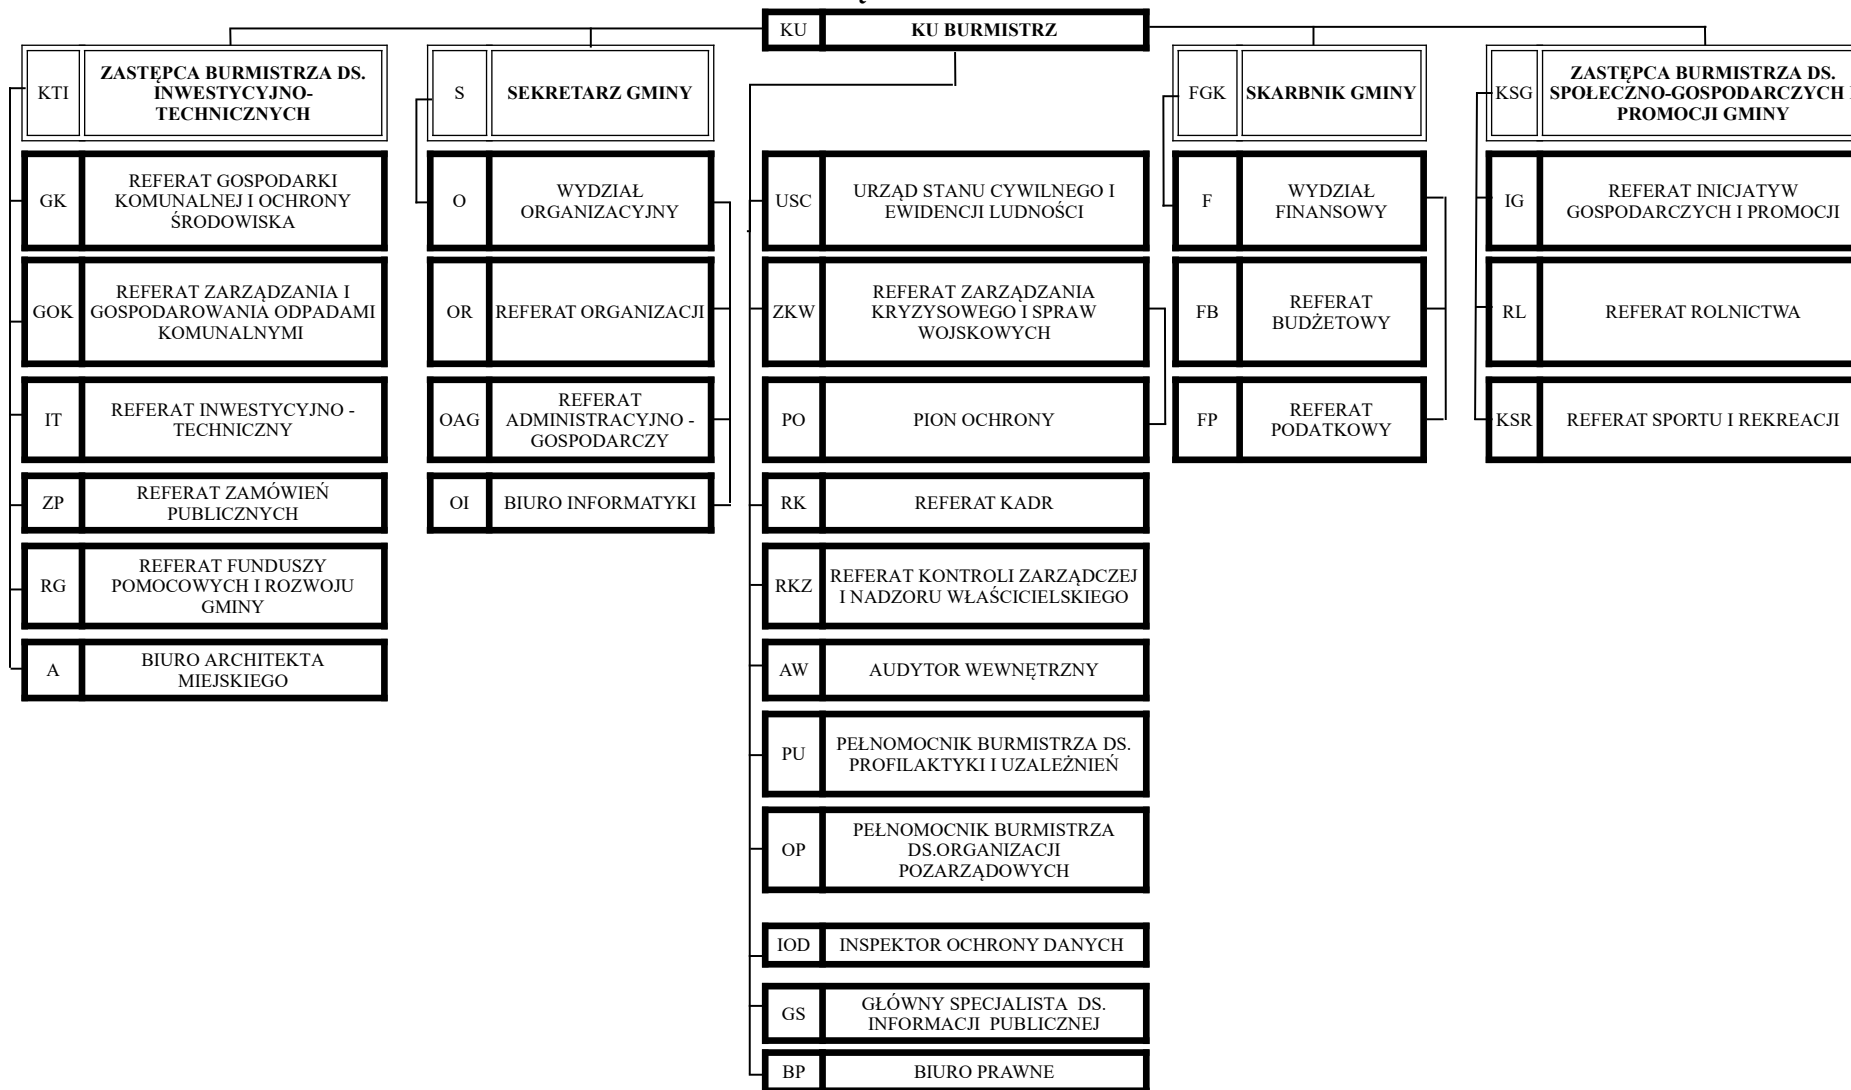 Ę
KU
KU BURMISTRZ
KTI
ZASTĘPCA BURMISTRZA DS.
INWESTYCYJNO-
TECHNICZNYCH
GK
REFERAT GOSPODARKI
KOMUNALNEJ I OCHRONY
ŚRODOWISKA
GOK
REFERAT ZARZĄDZANIA I
GOSPODAROWANIA ODPADAMI
KOMUNALNYMI
IT
REFERAT INWESTYCYJNO -
TECHNICZNY
ZP
REFERAT ZAMÓWIEŃ
PUBLICZNYCH
RG
REFERAT FUNDUSZY
POMOCOWYCH I ROZWOJU
GMINY
A
BIURO ARCHITEKTA
MIEJSKIEGO
S
SEKRETARZ GMINY
O
WYDZIAŁ
ORGANIZACYJNY
OR
REFERAT ORGANIZACJI
OAG
REFERAT
ADMINISTRACYJNO -
GOSPODARCZY
OI
BIURO INFORMATYKI
USC
URZĄD STANU CYWILNEGO I
EWIDENCJI LUDNOŚCI
ZKW
REFERAT ZARZĄDZANIA
KRYZYSOWEGO I SPRAW
WOJSKOWYCH
PO
PION OCHRONY
RK
REFERAT KADR
RKZ
REFERAT KONTROLI ZARZĄDCZEJ
I NADZORU WŁAŚCICIELSKIEGO
AW
AUDYTOR WEWNĘTRZNY
PU
PEŁNOMOCNIK BURMISTRZA DS.
PROFILAKTYKI I UZALEŻNIEŃ
OP
PEŁNOMOCNIK BURMISTRZA
DS.ORGANIZACJI
POZARZĄDOWYCH
IOD
INSPEKTOR OCHRONY DANYCH
GS
GŁÓWNY SPECJALISTA DS.
INFORMACJI PUBLICZNEJ
BP
BIURO PRAWNE
FGK
SKARBNIK GMINY
F
WYDZIAŁ
FINANSOWY
FB
REFERAT
BUDŻETOWY
FP
REFERAT
PODATKOWY
KSG
ZASTĘPCA BURMISTRZA DS.
SPOŁECZNO-GOSPODARCZYCH I
PROMOCJI GMINY
IG
REFERAT INICJATYW
GOSPODARCZYCH I PROMOCJI
RL
REFERAT ROLNICTWA
KSR
REFERAT SPORTU I REKREACJI